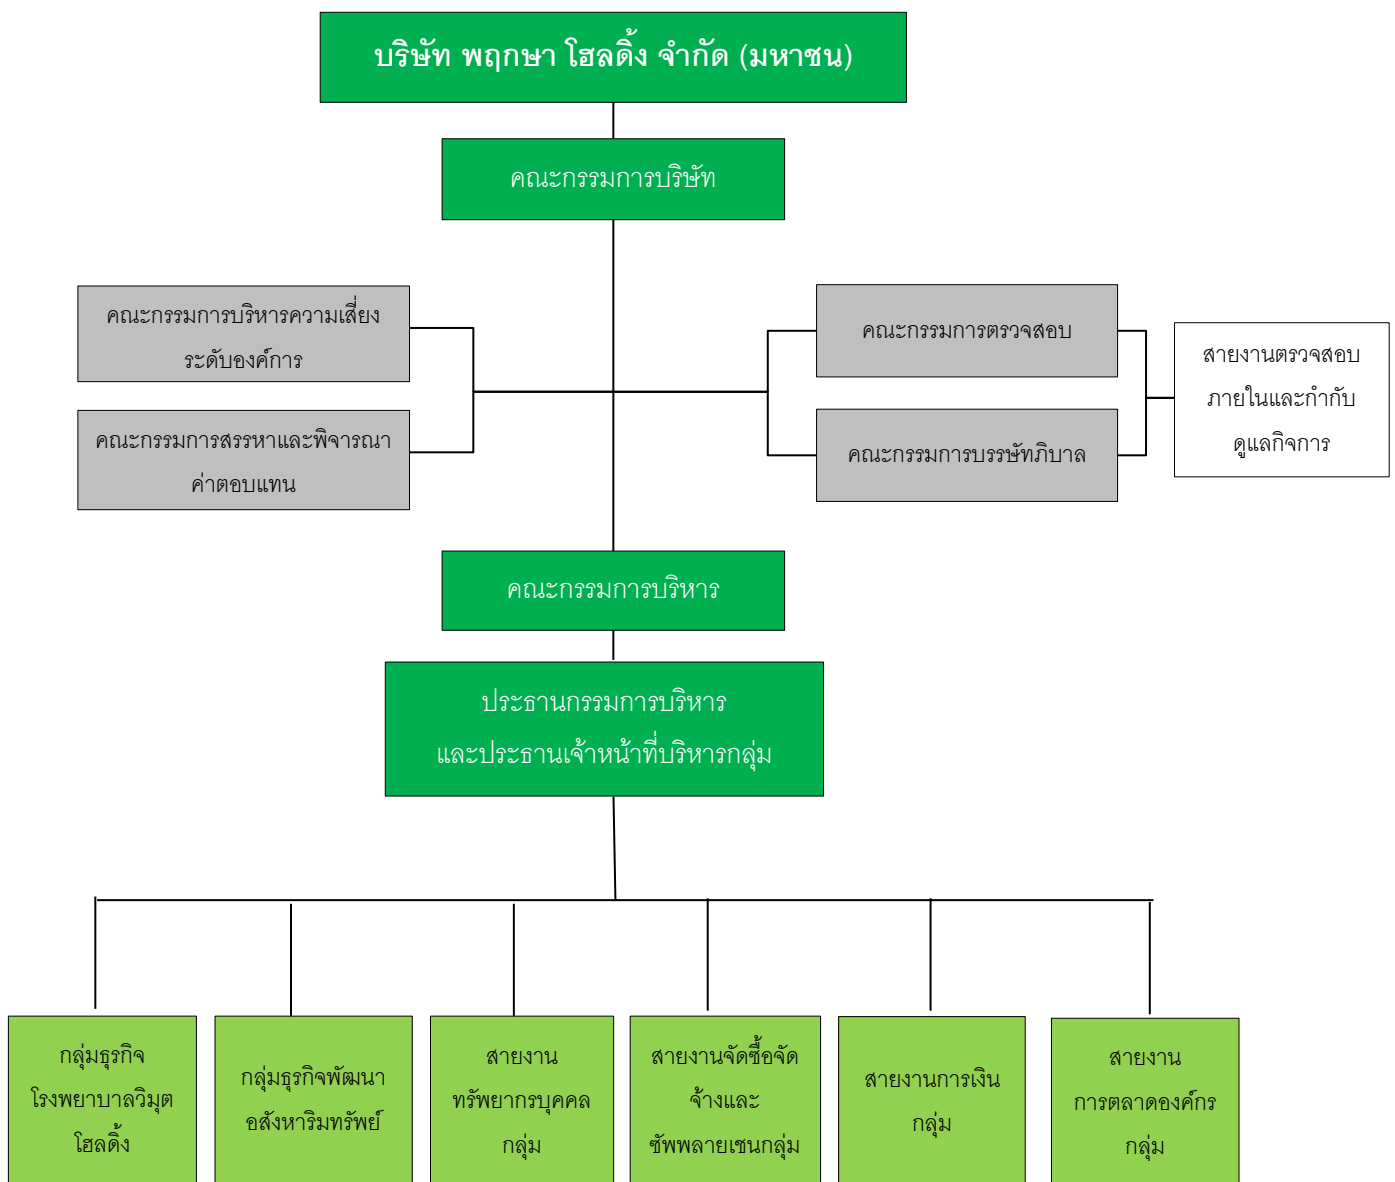 บริษัท พฤกษา โฮลดิ้ง จำกัด (มหาชน)
คณะกรรมการบริษัท
คณะกรรมการบริหารความเสี่ยง
ระดับองค์การ
คณะกรรมการสรรหาและพิจารณา
ค่าตอบแทน
คณะกรรมการตรวจสอบ
คณะกรรมการบรรษัทภิบาล
สายงานตรวจสอบ
ภายในและกำกับ
ดูแลกิจการ
คณะกรรมการบริหาร
ประธานกรรมการบริหาร
และประธานเจ้าหน้าที่บริหารกลุ่ม
กลุ่มธุรกิจ
โรงพยาบาลวิมุต
โฮลดิ้ง
กลุ่มธุรกิจพัฒนา
อสังหาริมทรัพย์
สายงาน
ทรัพยากรบุคคล
กลุ่ม
สายงานจัดซื้อจัด
จ้างและ
ซัพพลายเชนกลุ่ม
สายงานการเงิน
กลุ่ม
สายงาน
การตลาดองค์กร
กลุ่ม